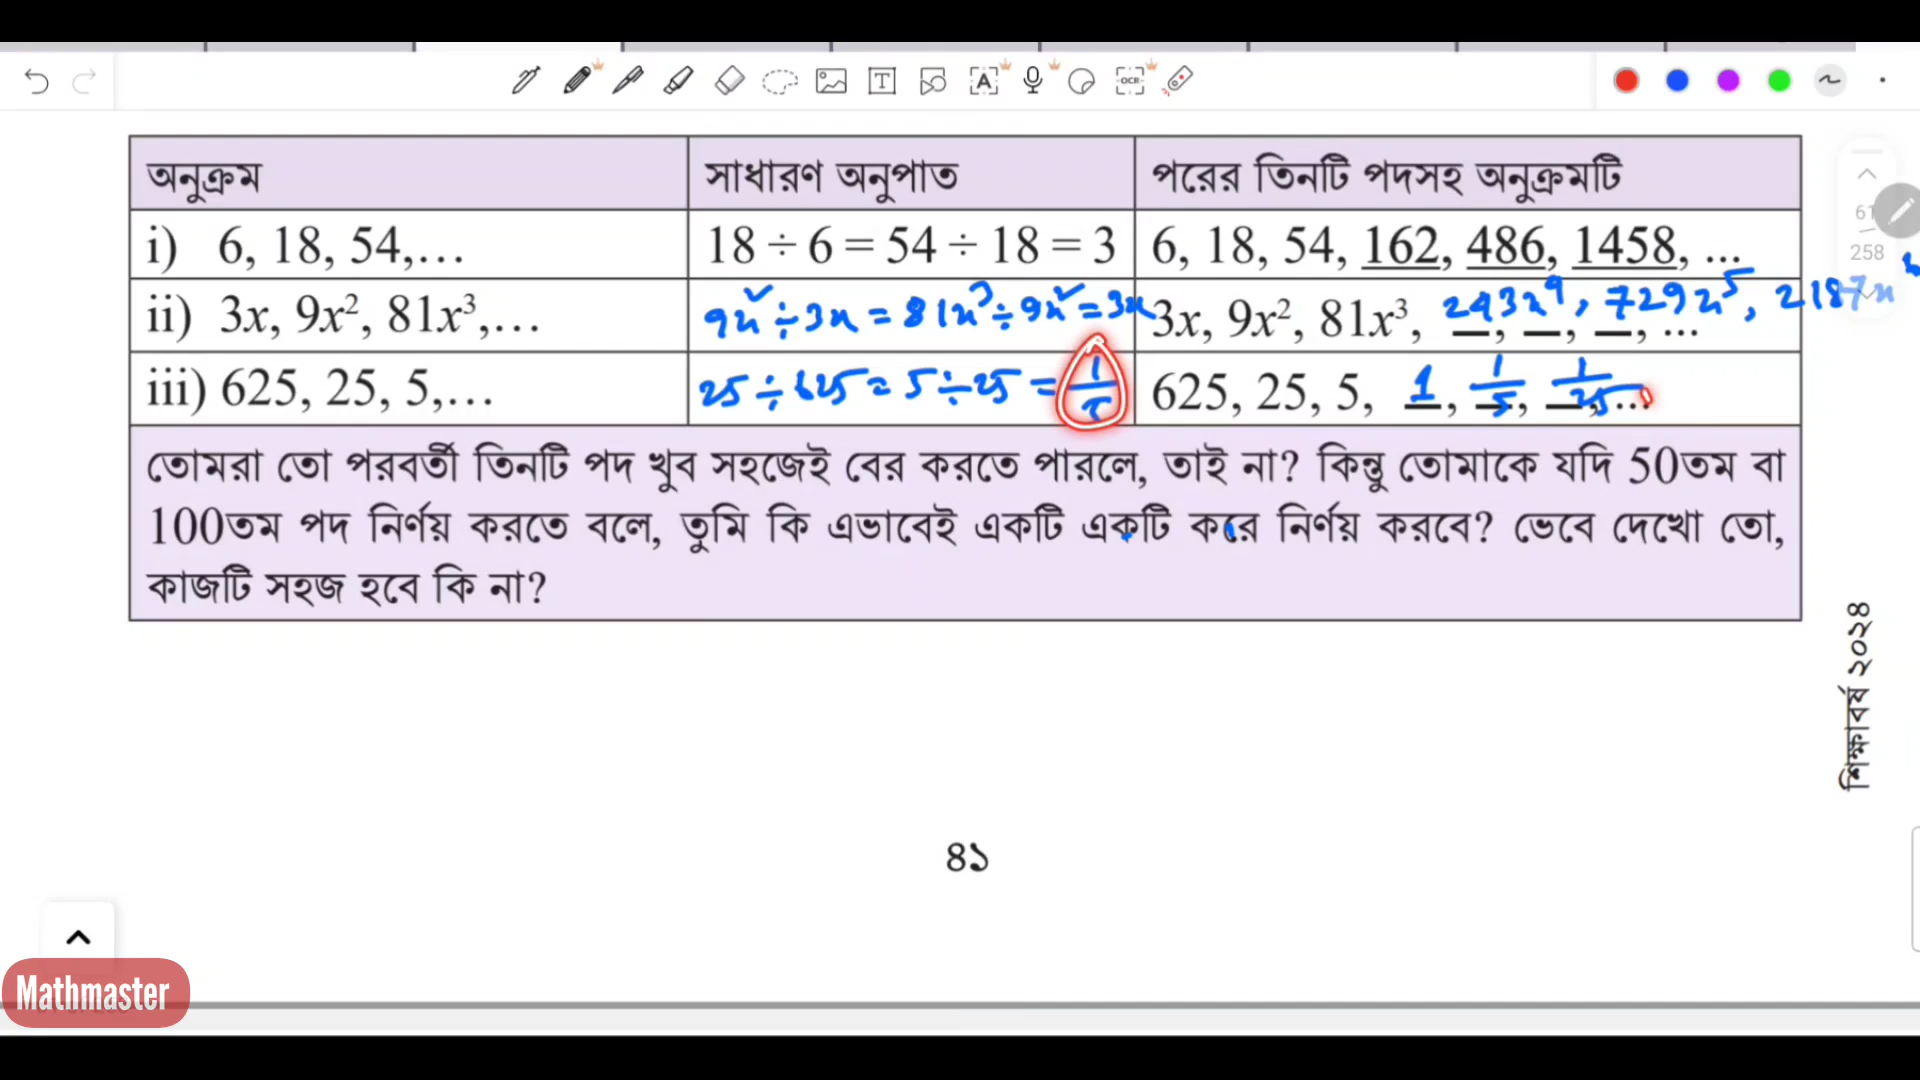 অনুক্রম সাধারণ অনুপাত পরের তিনটি পদসহ অনুক্রমটি
i) 6, 18, 54,... 18 ÷ 6 = 54 ÷ 18 = 3 6, 18, 54, 162, 486, 1458, ...
ii) 3x, 9x², 81x³,... 9x² ÷ 3x = 81x³ ÷ 9x² = 3x 3x, 9x², 81x³, 243x⁴, 729x⁵, 2187x ...
iii) 625, 25, 5,... 25 ÷ 625 = 5 ÷ 25 = 1/5 625, 25, 5, 1, 1/5, 1/25, ...
তোমরা তো পরবর্তী তিনটি পদ খুব সহজেই বের করতে পারলে, তাই না? কিন্তু তোমাকে যদি 50তম বা
100তম পদ নির্ণয় করতে বলে, তুমি কি এভাবেই একটি একটি করে নির্ণয় করবে? ভেবে দেখো তো,
কাজটি সহজ হবে কি না?
শিক্ষাবর্ষ ২০২৪
৪১
258
Mathmaster